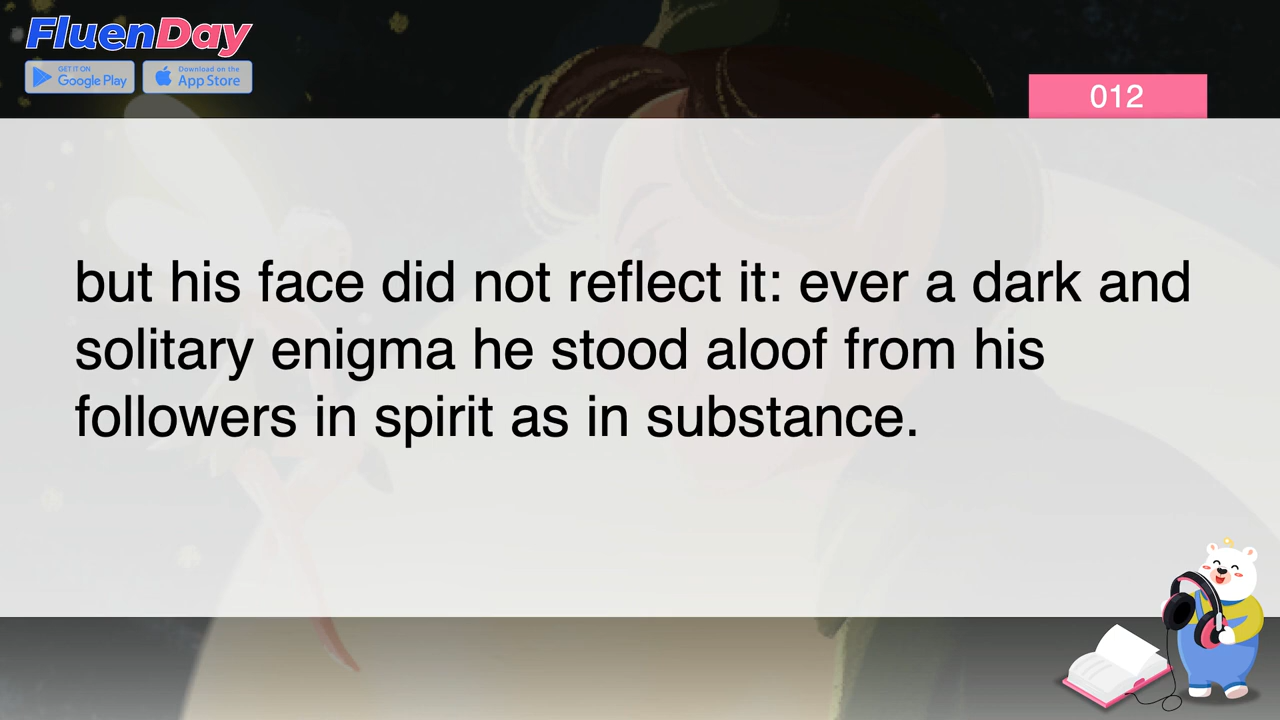 FluenDay
GET IT ON
Google Play
Download on the
App Store
012
but his face did not reflect it: ever a dark and
solitary enigma he stood aloof from his
followers in spirit as in substance.